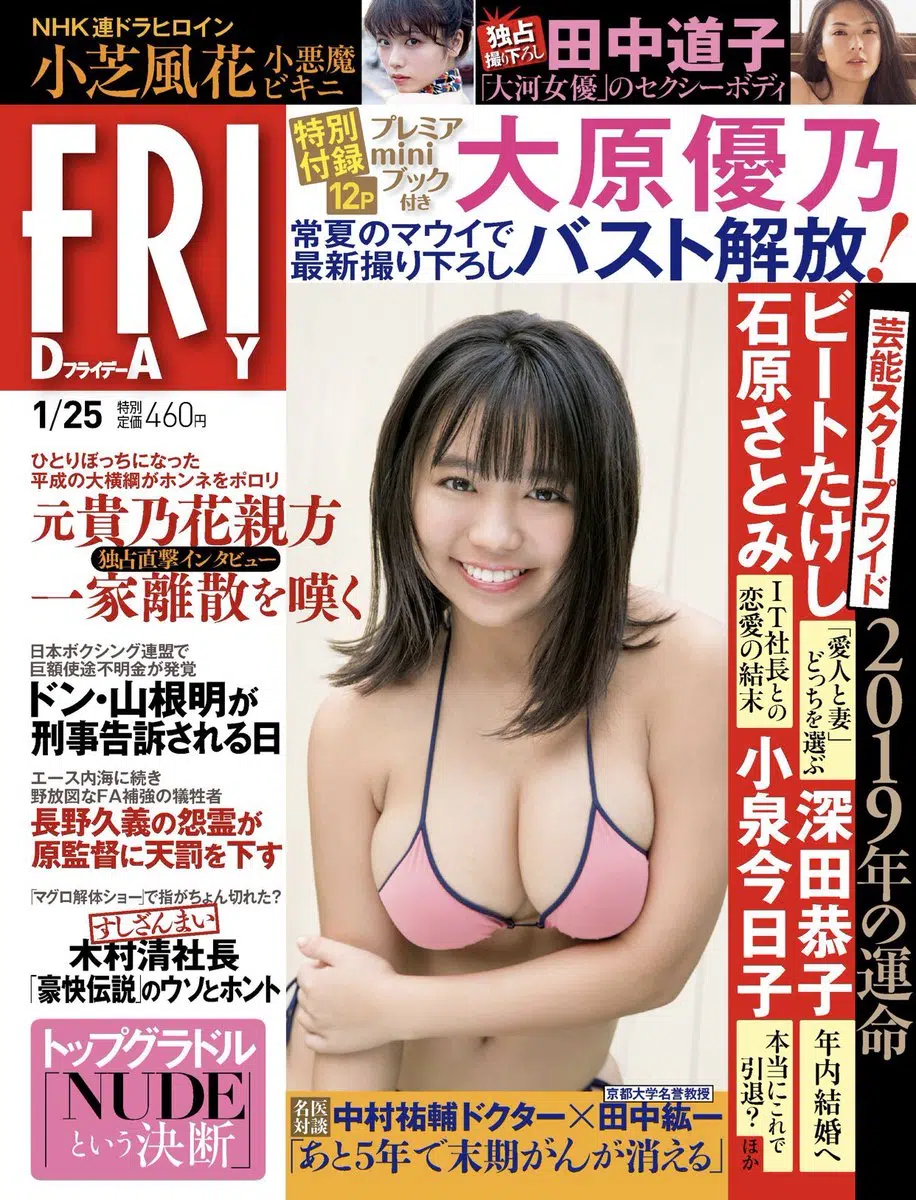 NHK連ドラヒロイン
小芝風花
小悪魔
ビキニ
独占
撮り下ろし
田中道子
「大河女優」のセクシーボディ
FRI
DAY
フライデー
1/25
特別
定価
460円
特別
付録
12P
プレミア
mini
ブック
付き
大原優乃
常夏のマウイで
最新撮り下ろし
バスト解放!
芸能スクープワイド
2019年の運命
ビートたけし
「愛人と妻」
どっちを選ぶ
深田恭子
年内結婚へ
石原さとみ
IT社長との
恋愛の結末
小泉今日子
本当にこれで
引退?
ほか
ひとりぼっちになった
平成の大横綱がホンネをポロリ
元貴乃花親方
独占直撃インタビュー
一家離散を嘆く
日本ボクシング連盟で
巨額使途不明金が発覚
ドン・山根明が
刑事告訴される日
エース内海に続き
野放図なFA補強の犠牲者
長野久義の怨霊が
原監督に天罰を下す
「マグロ解体ショー」で指がちょん切れた?
すしざんまい
木村清社長
「豪快伝説」のウソとホント
トップグラドル
「NUDE」
という決断
名医
対談
京都大学名誉教授
中村祐輔ドクター×田中紘一
「あと5年で末期がんが消える」